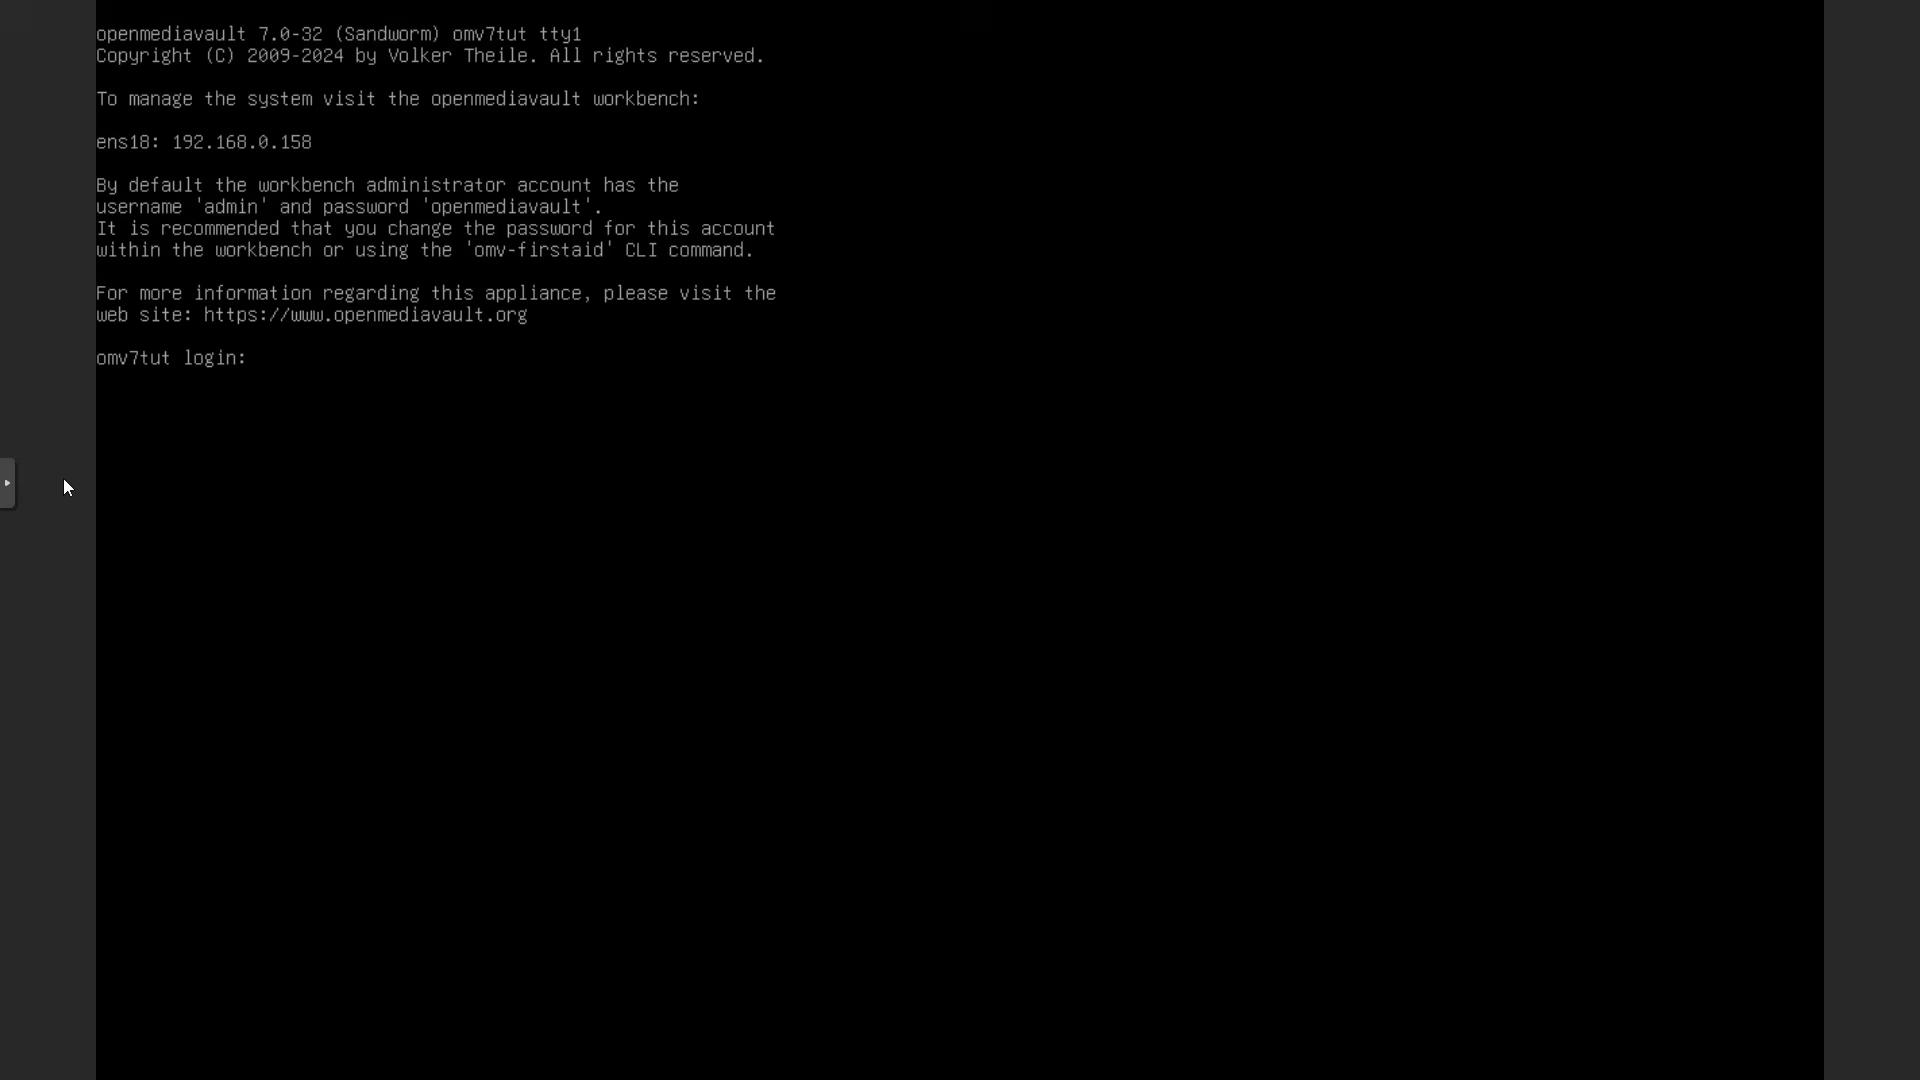 openmediavault 7.0-32 (Sandworm) omv7tut tty1
Copyright (C) 2009-2024 by Volker Theile. All rights reserved.
To manage the system visit the openmediavault workbench:
ens18: 192.168.0.158
By default the workbench administrator account has the
username 'admin' and password 'openmediavault'.
It is recommended that you change the password for this account
within the workbench or using the 'omv-firstaid' CLI command.
For more information regarding this appliance, please visit the
web site: https://www.openmediavault.org
omv7tut login: